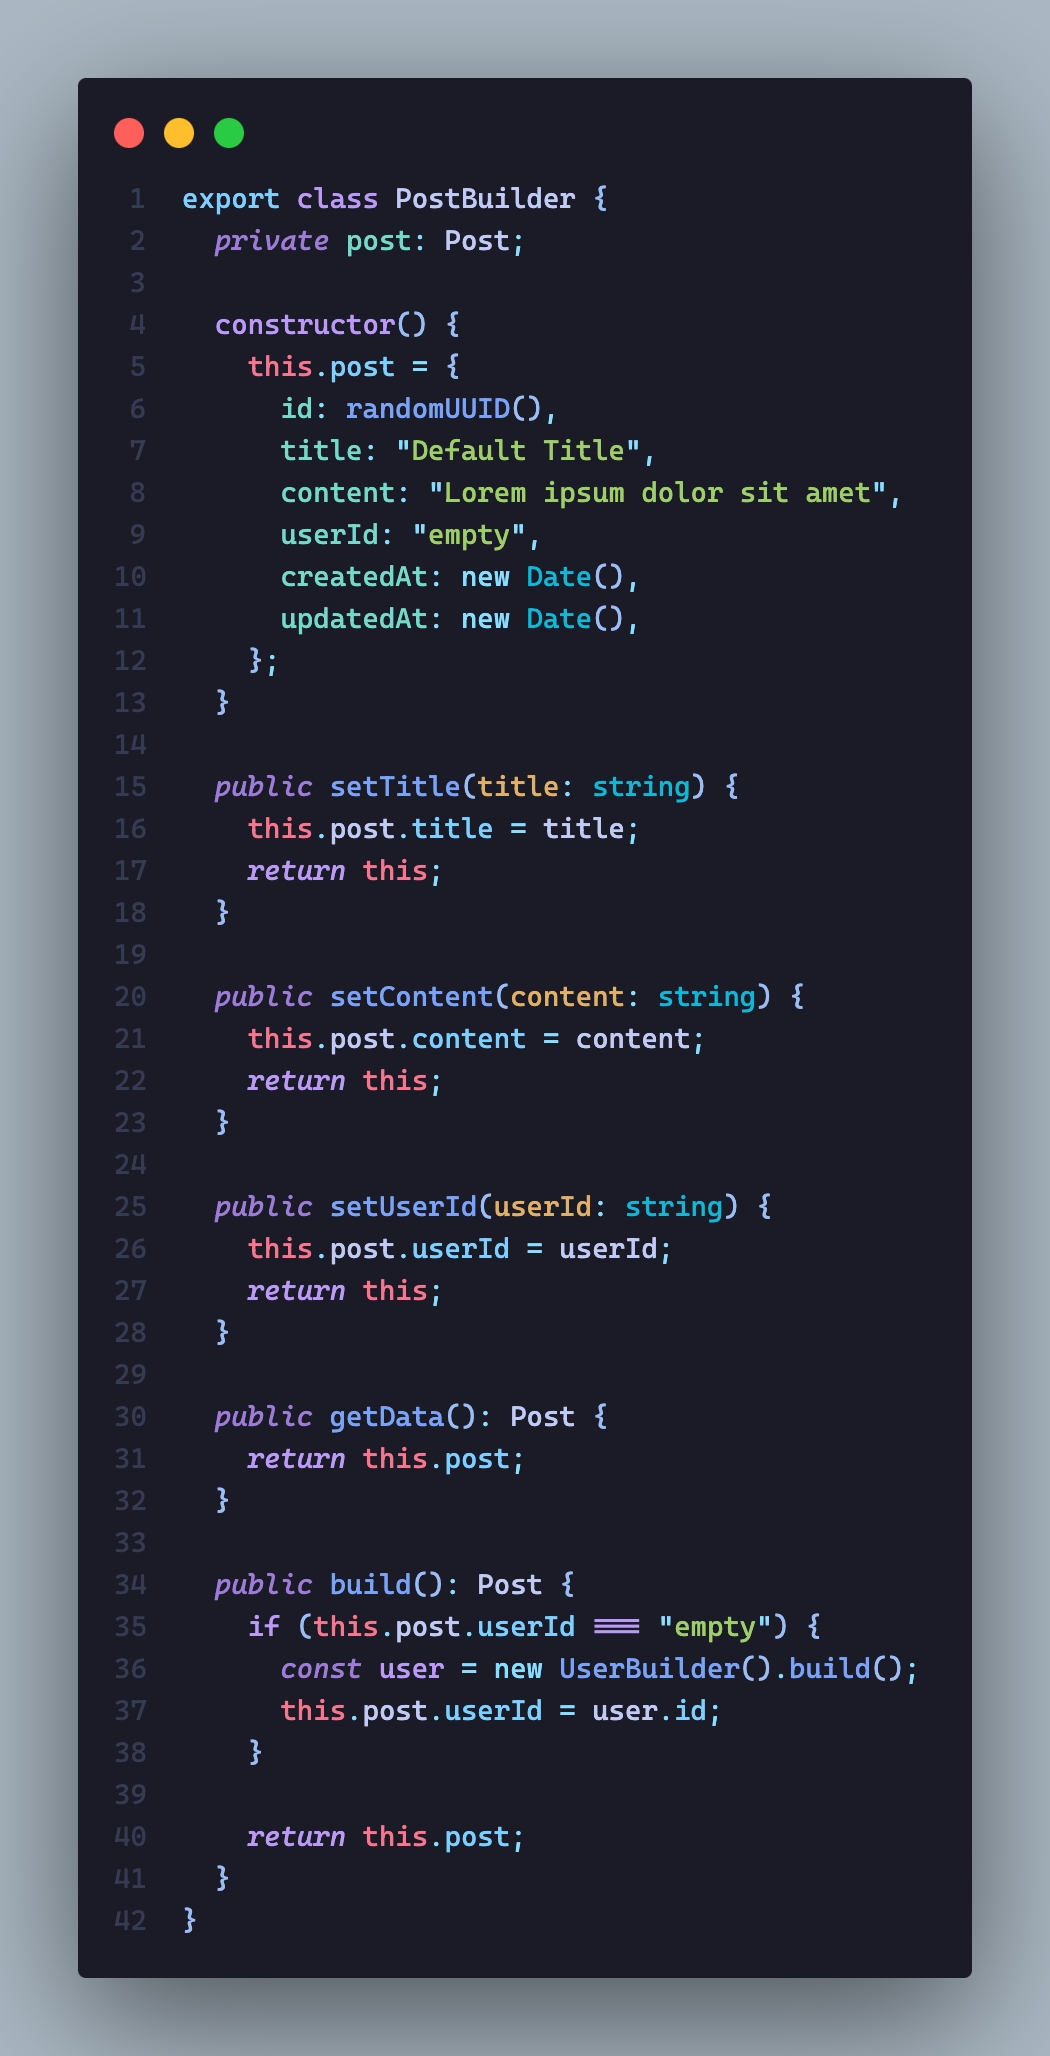 1 export class PostBuilder {
2 private post: Post;
3
4 constructor() {
5 this.post = {
6 id: randomUUID(),
7 title: "Default Title",
8 content: "Lorem ipsum dolor sit amet",
9 userId: "empty",
10 createdAt: new Date(),
11 updatedAt: new Date(),
12 };
13 }
14
15 public setTitle(title: string) {
16 this.post.title = title;
17 return this;
18 }
19
20 public setContent(content: string) {
21 this.post.content = content;
22 return this;
23 }
24
25 public setUserId(userId: string) {
26 this.post.userId = userId;
27 return this;
28 }
29
30 public getData(): Post {
31 return this.post;
32 }
33
34 public build(): Post {
35 if (this.post.userId === "empty") {
36 const user = new UserBuilder().build();
37 this.post.userId = user.id;
38 }
39
40 return this.post;
41 }
42 }